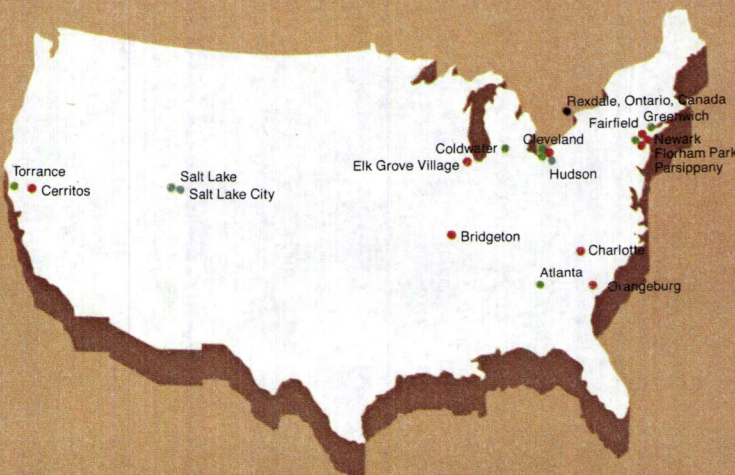 Rexdale, Ontario, Canada
Greenwich
Fairfield
Newark
Florham Park
Parsippany
Cleveland
Coldwater
Elk Grove Village
Hudson
Torrance
Cerritos
Salt Lake
Salt Lake City
Bridgeton
Charlotte
Atlanta
Orangeburg